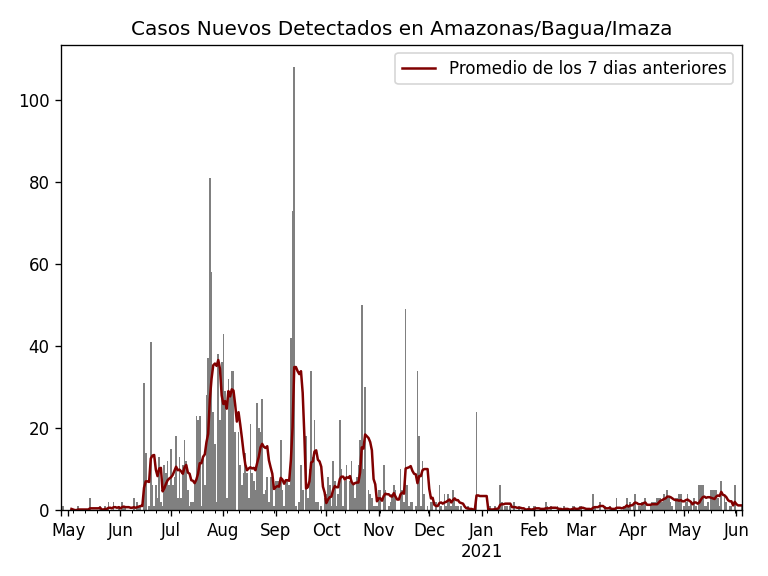 Casos Nuevos Detectados en Amazonas/Bagua/Imaza
Promedio de los 7 dias anteriores
100
80
60
40
20
0
May Jun Jul Aug Sep Oct Nov Dec Jan Feb Mar Apr May Jun
2021